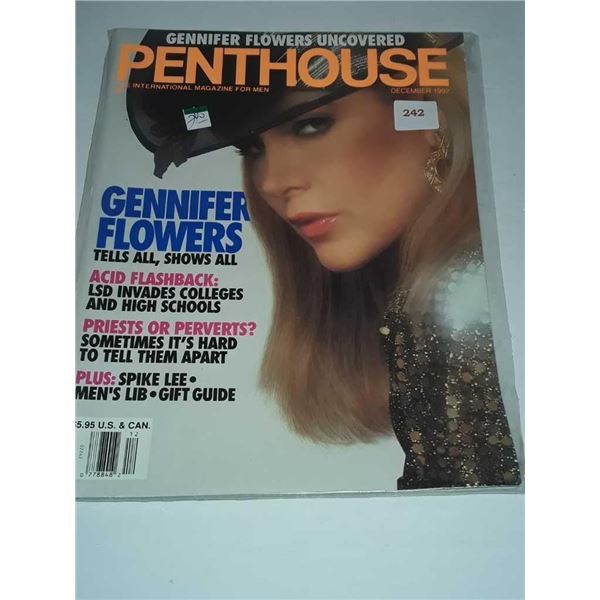 GENNIFER FLOWERS UNCOVERED
PENTHOUSE
INTERNATIONAL MAGAZINE FOR MEN
DECEMBER 1992
242
GENNIFER
FLOWERS
TELLS ALL, SHOWS ALL
ACID FLASHBACK:
LSD INVADES COLLEGES
AND HIGH SCHOOLS
PRIESTS OR PERVERTS?
SOMETIMES IT'S HARD
TO TELL THEM APART
PLUS: SPIKE LEE•
MEN'S LIB•GIFT GUIDE
$5.95 U.S. & CAN.
12